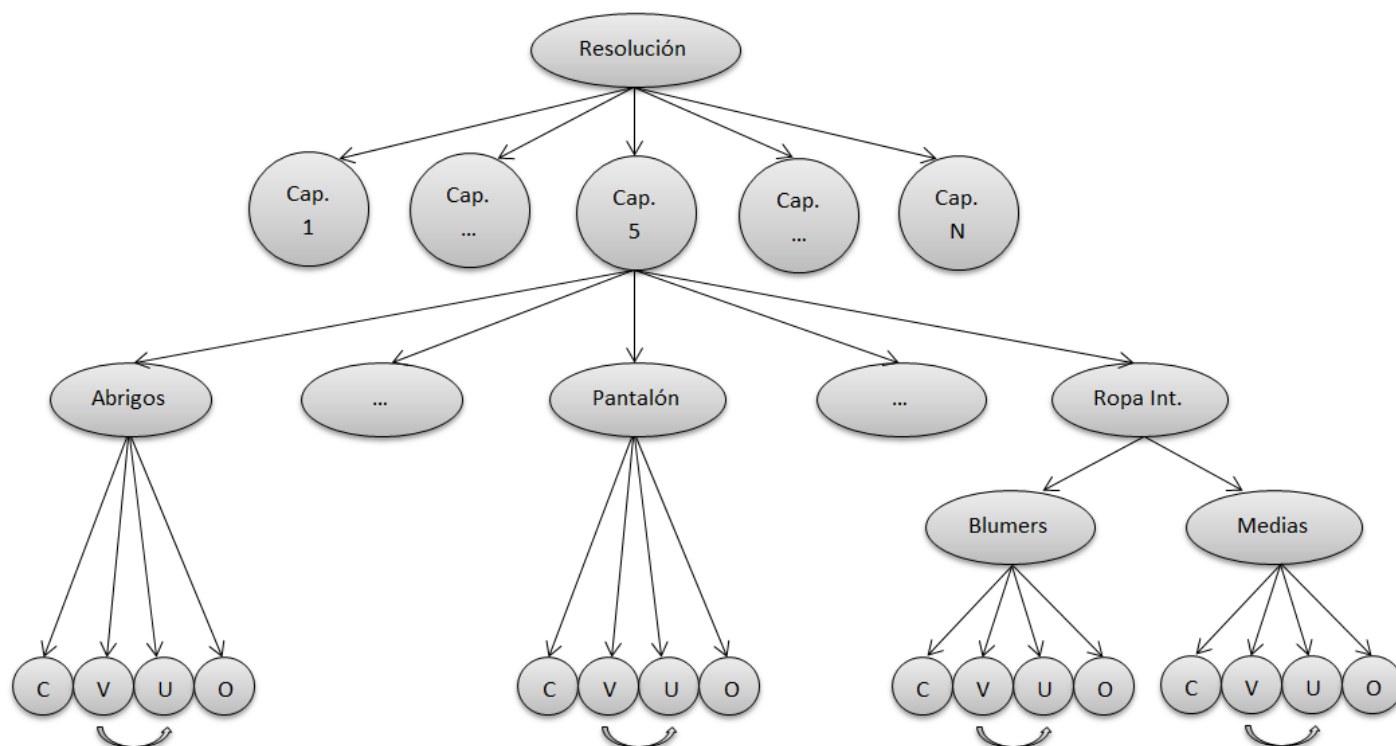 Resolución
Cap.
1
Cap.
...
Cap.
5
Cap.
...
Cap.
N
Abrigos
...
Pantalón
...
Ropa Int.
Blumers
Medias
C V U O
C V U O
C V U O
C V U O